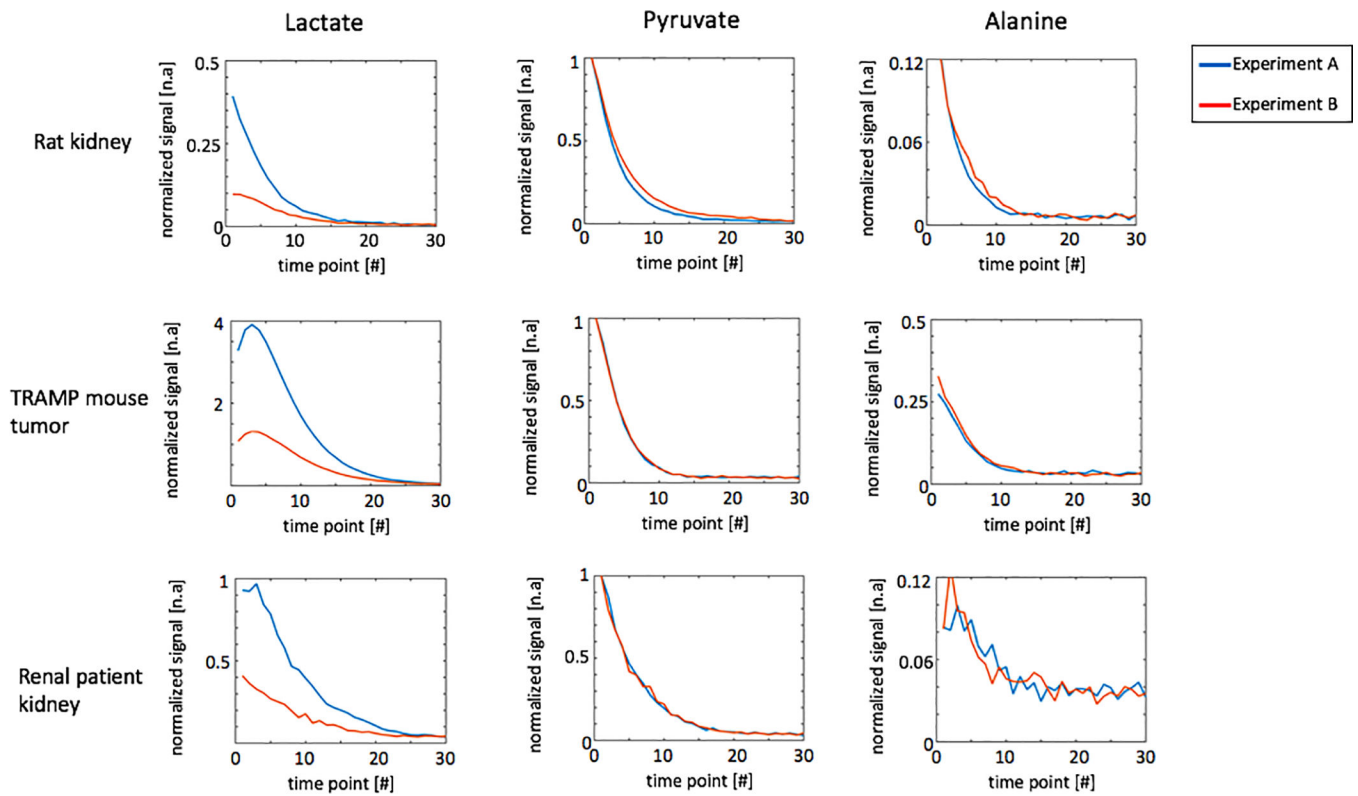 Lactate
Pyruvate
Alanine
Experiment A
Experiment B
Rat kidney
normalized signal [n.a]
0.5
0.25
0
0
10
20
30
time point [#]
normalized signal [n.a]
1
0.5
0
0
10
20
30
time point [#]
normalized signal [n.a]
0.12
0.06
0
0
10
20
30
time point [#]
TRAMP mouse
tumor
normalized signal [n.a)
4
2
0
10
20
30
time point [#]
normalized signal [n.a)
1
0.5
0
0
10
20
30
time point [#]
normalized signal [n.a)
0.5
0.25
0
0
10
20
30
time point [#]
Renal patient
kidney
normalized signal [n.a)
1
0.5
0
10
20
30
time point [#]
normalized signal [n.a)
1
0.5
0
0
10
20
30
time point [#]
normalized signal [n.a)
0.12
0.06
0
0
10
20
30
time point [#]